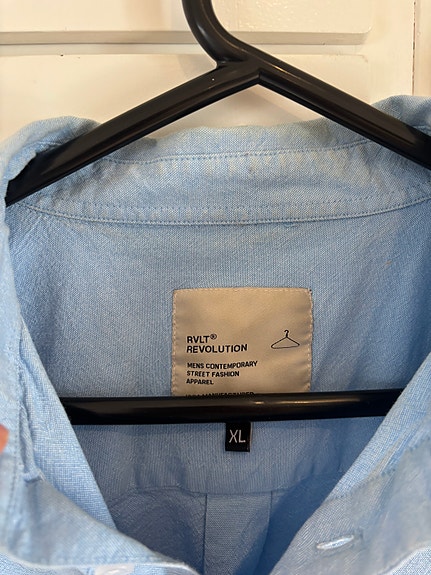 RVLT®
REVOLUTION
MENS CONTEMPORARY
STREET FASHION
APPAREL
XL